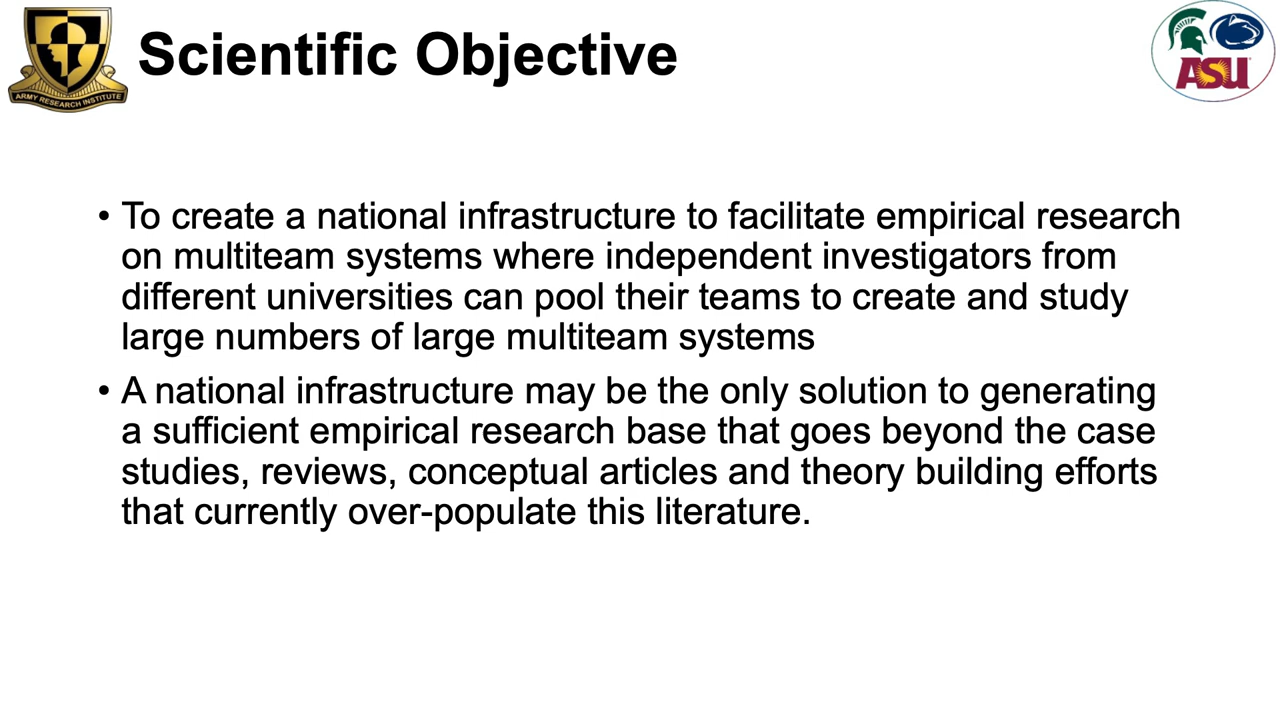 Scientific Objective
ARMY RESEARCH INSTITUTE
ASU
• To create a national infrastructure to facilitate empirical research
on multiteam systems where independent investigators from
different universities can pool their teams to create and study
large numbers of large multiteam systems
• A national infrastructure may be the only solution to generating
a sufficient empirical research base that goes beyond the case
studies, reviews, conceptual articles and theory building efforts
that currently over-populate this literature.